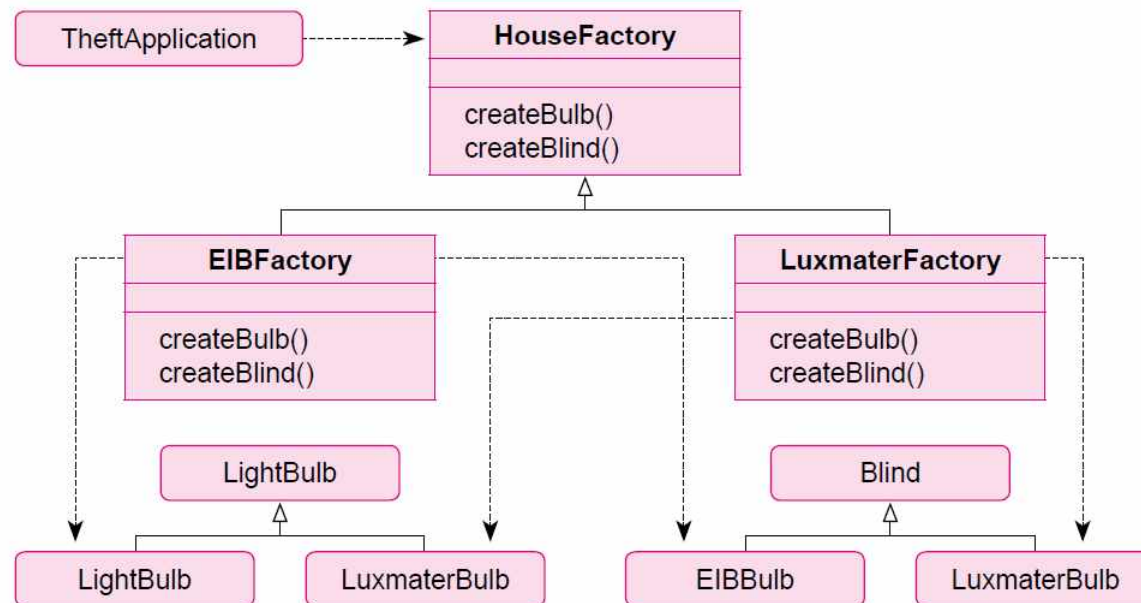 TheftApplication
HouseFactory
createBulb()
createBlind()
EIBFactory
createBulb()
createBlind()
LuxmaterFactory
createBulb()
createBlind()
LightBulb
Blind
LightBulb
LuxmaterBulb
EIBBulb
LuxmaterBulb